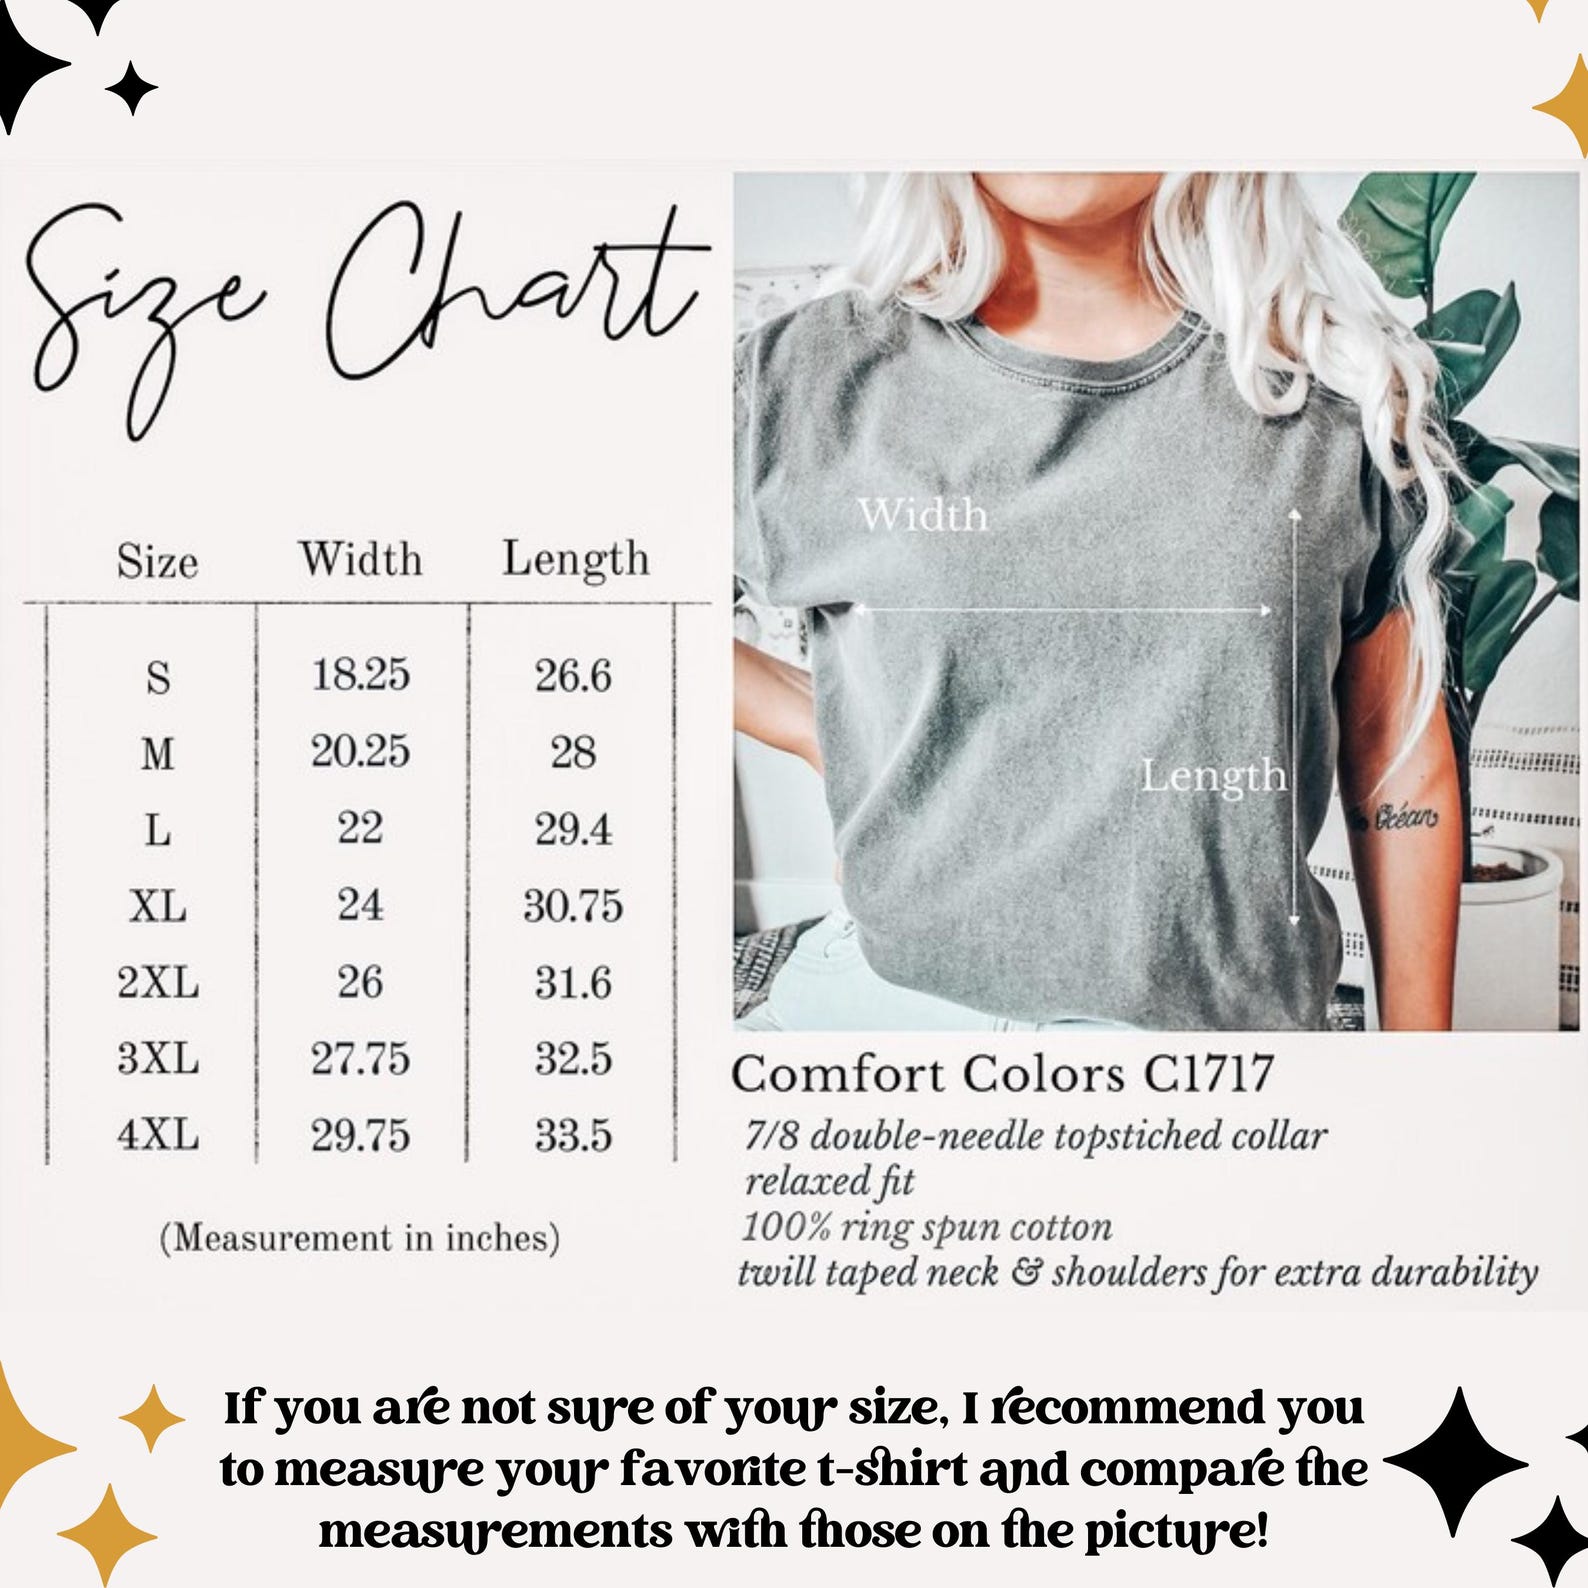 Size Chart
Size Width Length
S 18.25 26.6
M 20.25 28
L 22 29.4
XL 24 30.75
2XL 26 31.6
3XL 27.75 32.5
4XL 29.75 33.5
(Measurement in inches)
Width
Length
Océan
Comfort Colors C1717
7/8 double-needle topstiched collar
relaxed fit
100% ring spun cotton
twill taped neck & shoulders for extra durability
If you are not sure of your size, I recommend you
to measure your favorite t-shirt and compare the
measurements with those on the picture!